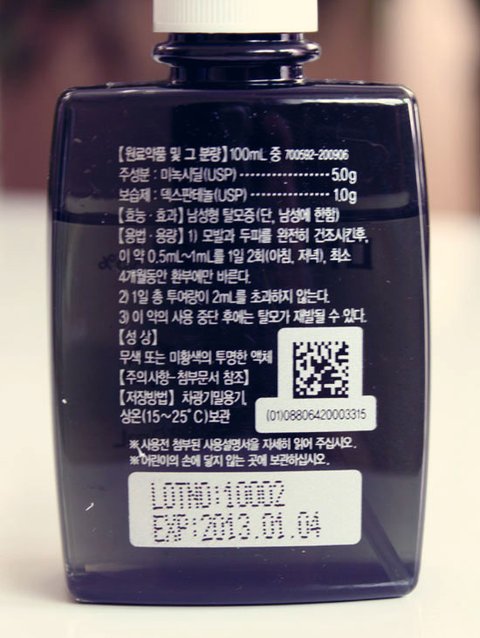 【원료약품 및 그 분량】100mL 중 700592-200906
주성분 : 미녹시딜(USP) ------------------ 5.0g
보습제 : 덱스판테놀(USP) ---------------- 1.0g
【효능·효과】남성형 탈모증(단, 남성에 한함)
【용법·용량】1) 모발과 두피를 완전히 건조시킨후,
이 약 0.5mL~1mL를 1일 2회(아침, 저녁), 최소
4개월동안 환부에만 바른다.
2) 1일 총 투여량이 2mL를 초과하지 않는다.
3) 이 약의 사용 중단 후에는 탈모가 재발될 수 있다.
【성 상】
무색 또는 미황색의 투명한 액체
【주의사항-첨부문서 참조】
【저장방법】 차광기밀용기,
상온(15~25˚C)보관
(01)08806420003315
※사용전 첨부된 사용설명서을 자세히 읽어 주십시오.
※어린이의 손에 닿지 않는 곳에 보관하십시오.
LOTNO:10002
EXP:2013.01.04